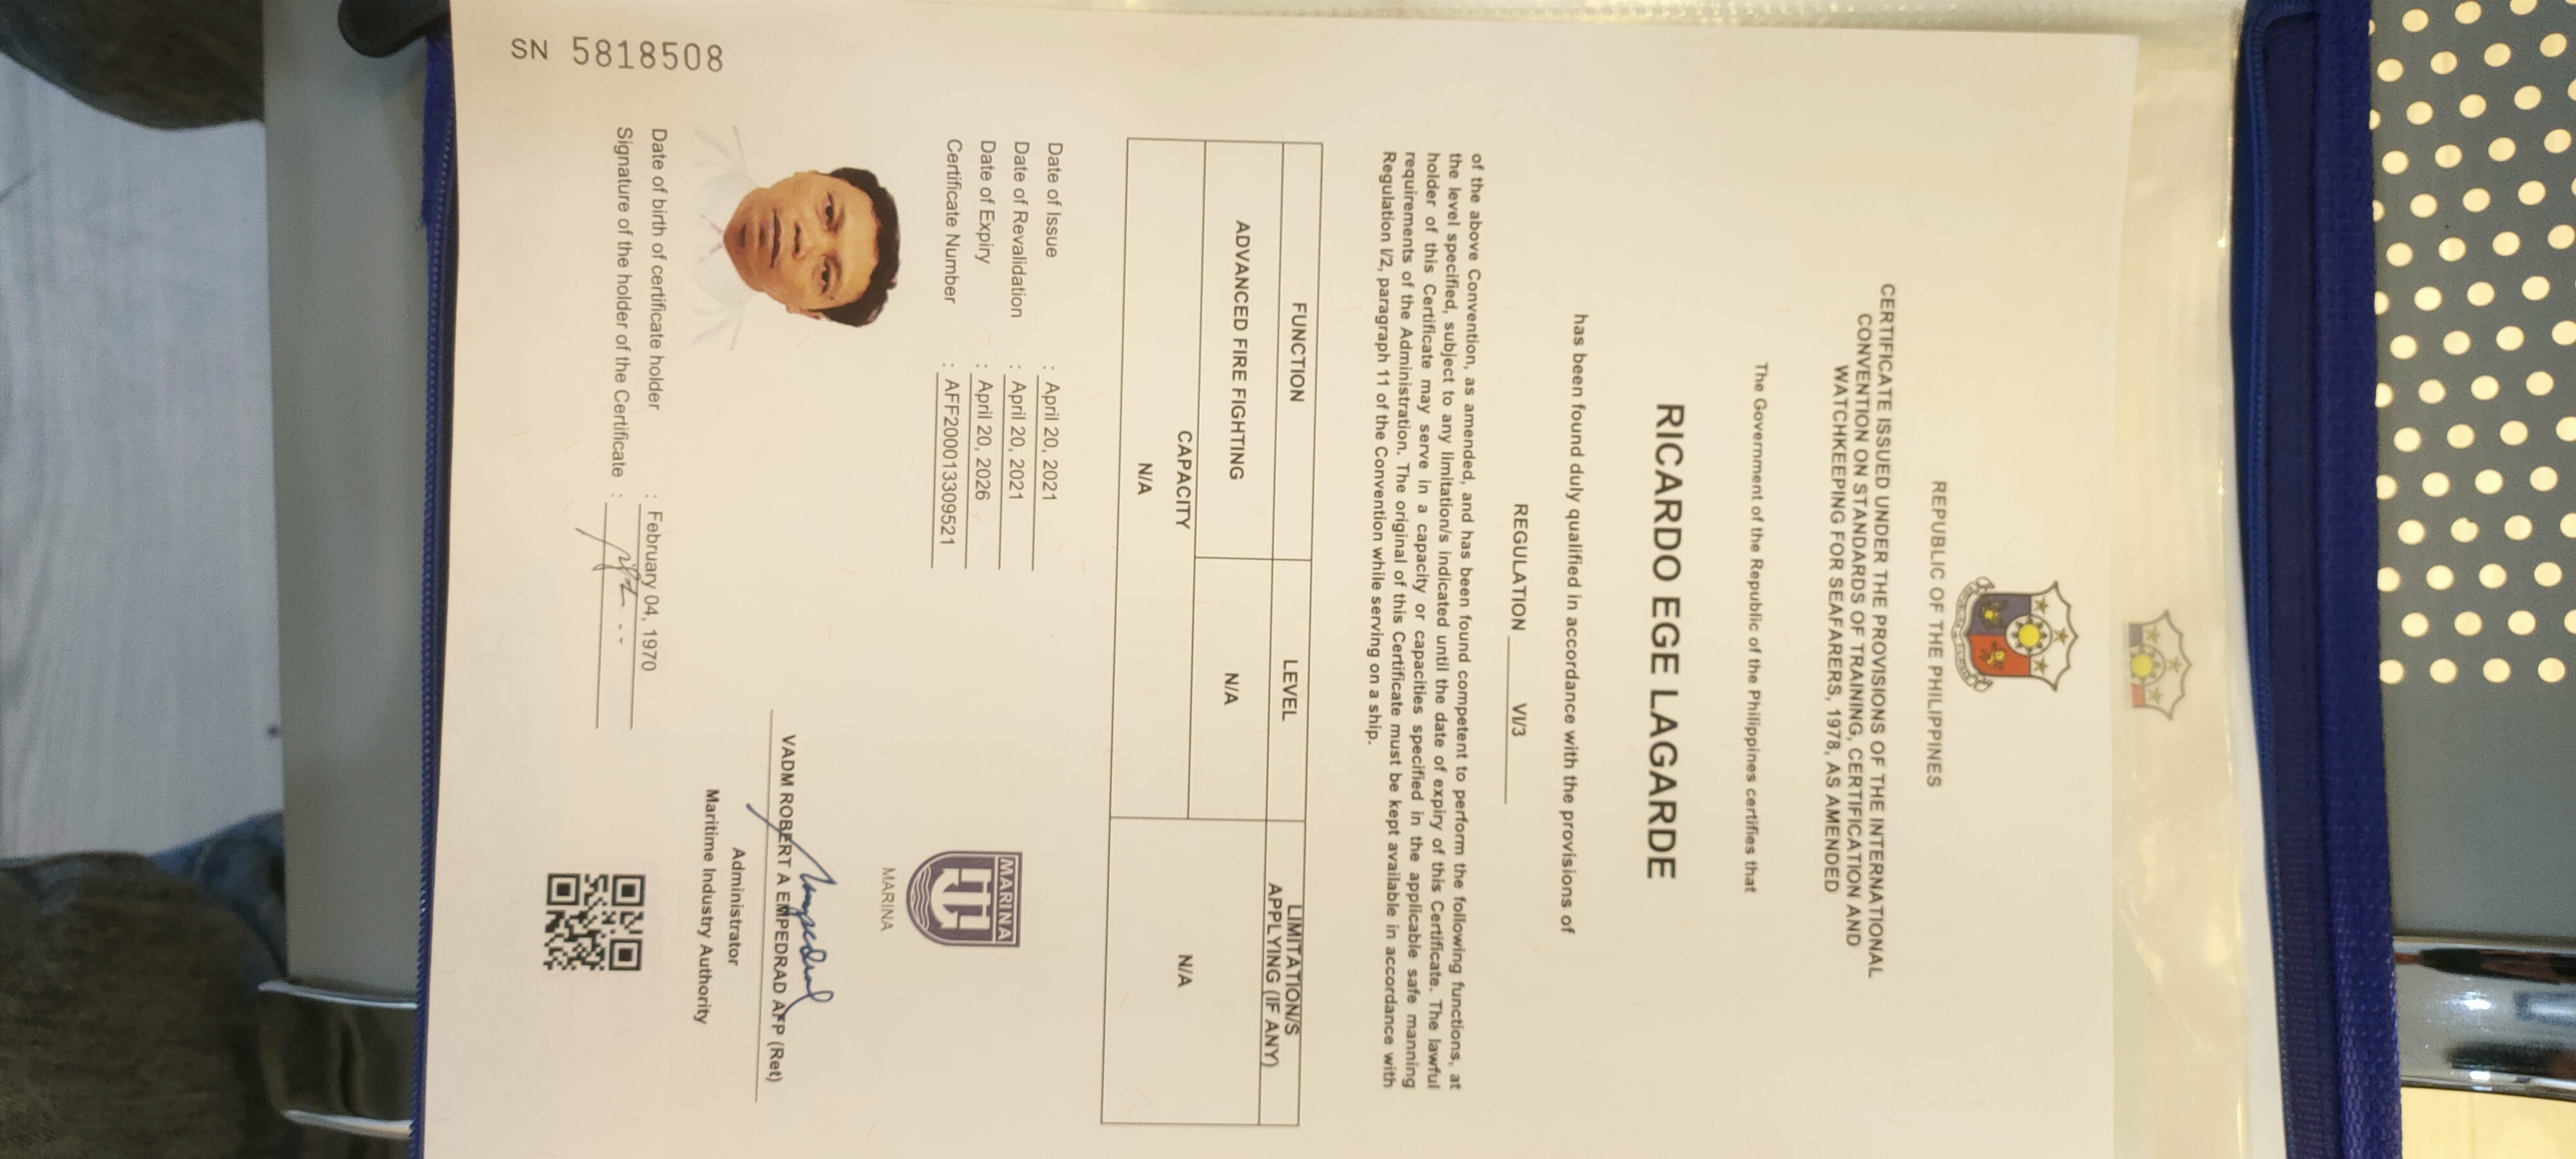 REPUBLIC OF THE PHILIPPINES
CERTIFICATE ISSUED UNDER THE PROVISIONS OF THE INTERNATIONAL
CONVENTION ON STANDARDS OF TRAINING, CERTIFICATION AND
WATCHKEEPING FOR SEAFARERS, 1978, AS AMENDED
The Government of the Republic of the Philippines certifies that
RICARDO EGE LAGARDE
has been found duly qualified in accordance with the provisions of
REGULATION VI/3
of the above Convention, as amended, and has been found competent to perform the following functions, at
the level specified, subject to any limitation/s indicated until the date of expiry of this Certificate. The lawful
holder of this Certificate may serve in a capacity or capacities specified in the applicable safe manning
requirements of the Administration. The original of this Certificate must be kept available in accordance with
Regulation I/2, paragraph 11 of the Convention while serving on a ship.
FUNCTION LEVEL LIMITATION/S
APPLYING (IF ANY)
ADVANCED FIRE FIGHTING N/A
CAPACITY
N/A N/A
Date of Issue : April 20, 2021
Date of Revalidation : April 20, 2021
Date of Expiry : April 20, 2026
Certificate Number : AFF200013309521
MARINA
MARINA
VADM ROBERT A EMPEDRAD AFP (Ret)
Administrator
Maritime Industry Authority
Date of birth of certificate holder : February 04, 1970
Signature of the holder of the Certificate :
SN 5818508